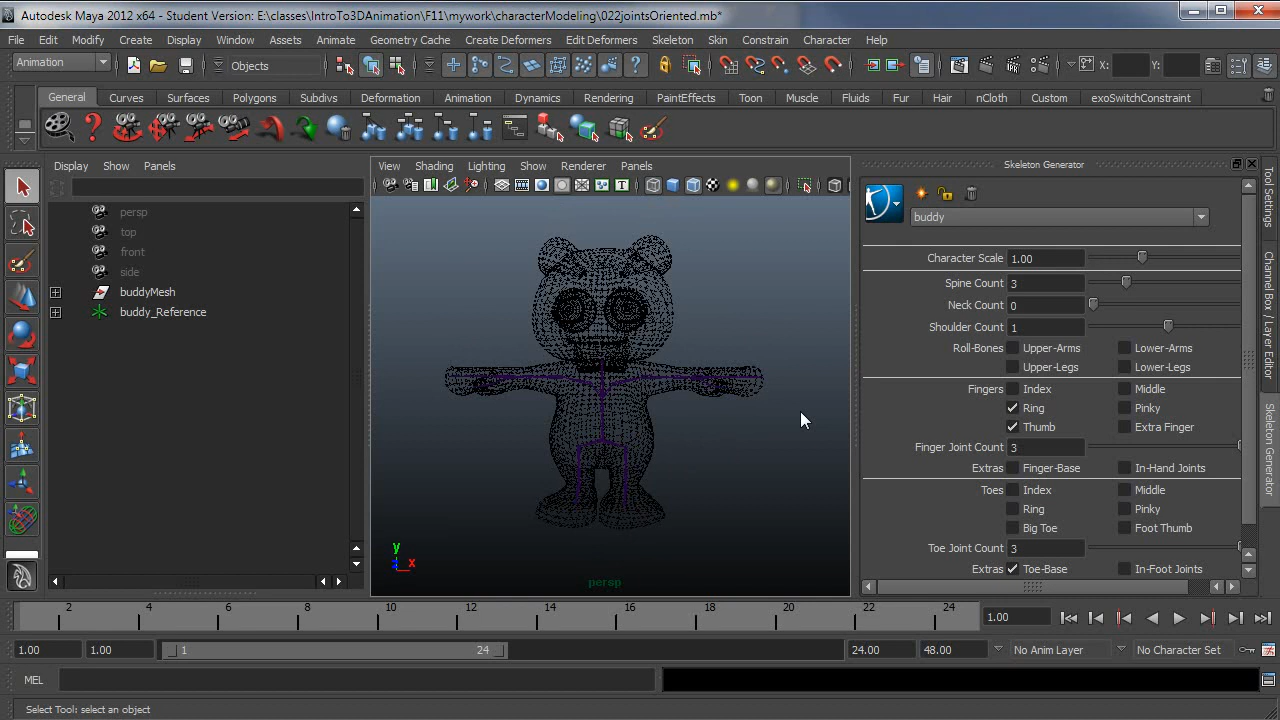 Autodesk Maya 2012 x64 - Student Version: E:\classes\IntroTo3DAnimation\F11\mywork\characterModeling\022jointsOriented.mb*
File Edit Modify Create Display Window Assets Animate Geometry Cache Create Deformers Edit Deformers Skeleton Skin Constrain Character Help
Animation Objects X: Y:
General Curves Surfaces Polygons Subdivs Deformation Animation Dynamics Rendering PaintEffects Toon Muscle Fluids Fur Hair nCloth Custom exoSwitchConstraint
Display Show Panels
persp
top
front
side
buddyMesh
buddy_Reference
View Shading Lighting Show Renderer Panels
y
z x
persp
Skeleton Generator
buddy
Character Scale 1.00
Spine Count 3
Neck Count 0
Shoulder Count 1
Roll-Bones Upper-Arms Lower-Arms
Upper-Legs Lower-Legs
Fingers Index Middle
Ring Pinky
Thumb Extra Finger
Finger Joint Count 3
Extras Finger-Base In-Hand Joints
Toes Index Middle
Ring Pinky
Big Toe Foot Thumb
Toe Joint Count 3
Extras Toe-Base In-Foot Joints
Tool Settings
Channel Box / Layer Editor
Skeleton Generator
2 4 6 8 10 12 14 16 18 20 22 24 1.00
1.00 1.00 1 24 24.00 48.00 No Anim Layer No Character Set
MEL
Select Tool: select an object